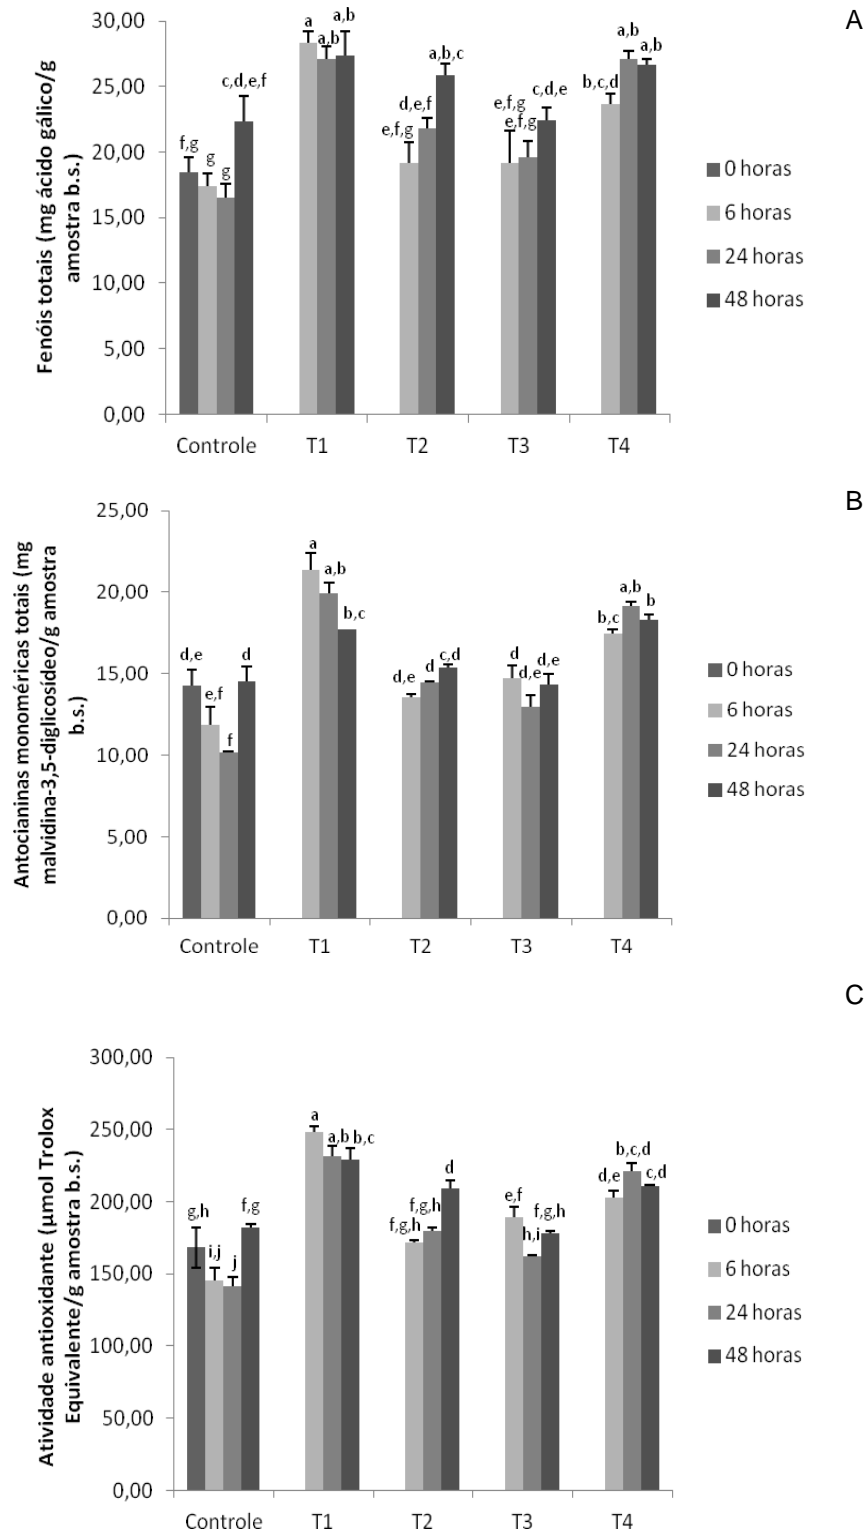 A
30,00
25,00
20,00
15,00
10,00
5,00
0,00
Fenóis totais (mg ácido gálico/g
amostra b.s.)
f,g
g
g
c,d,e,f
a
a,b
a,b
e,f,g
d,e,f
a,b,c
e,f,g
e,f,g
c,d,e
b,c,d
a,b
a,b
Controle
T1
T2
T3
T4
0 horas
6 horas
24 horas
48 horas
B
25,00
20,00
15,00
10,00
5,00
0,00
Antocianinas monoméricas totais (mg
malvidina-3,5-diglicosídeo/g amostra
b.s.)
d,e
e,f
f
d
a
a,b
b,c
d,e
d
c,d
d
d,e
d,e
b,c
a,b
b
Controle
T1
T2
T3
T4
0 horas
6 horas
24 horas
48 horas
C
300,00
250,00
200,00
150,00
100,00
50,00
0,00
Atividade antioxidante (µmol Trolox
Equivalente/g amostra b.s.)
g,h
i,j
j
f,g
a
a,b
b,c
f,g,h
f,g,h
d
e,f
h,i
f,g,h
d,e
b,c,d
c,d
Controle
T1
T2
T3
T4
0 horas
6 horas
24 horas
48 horas